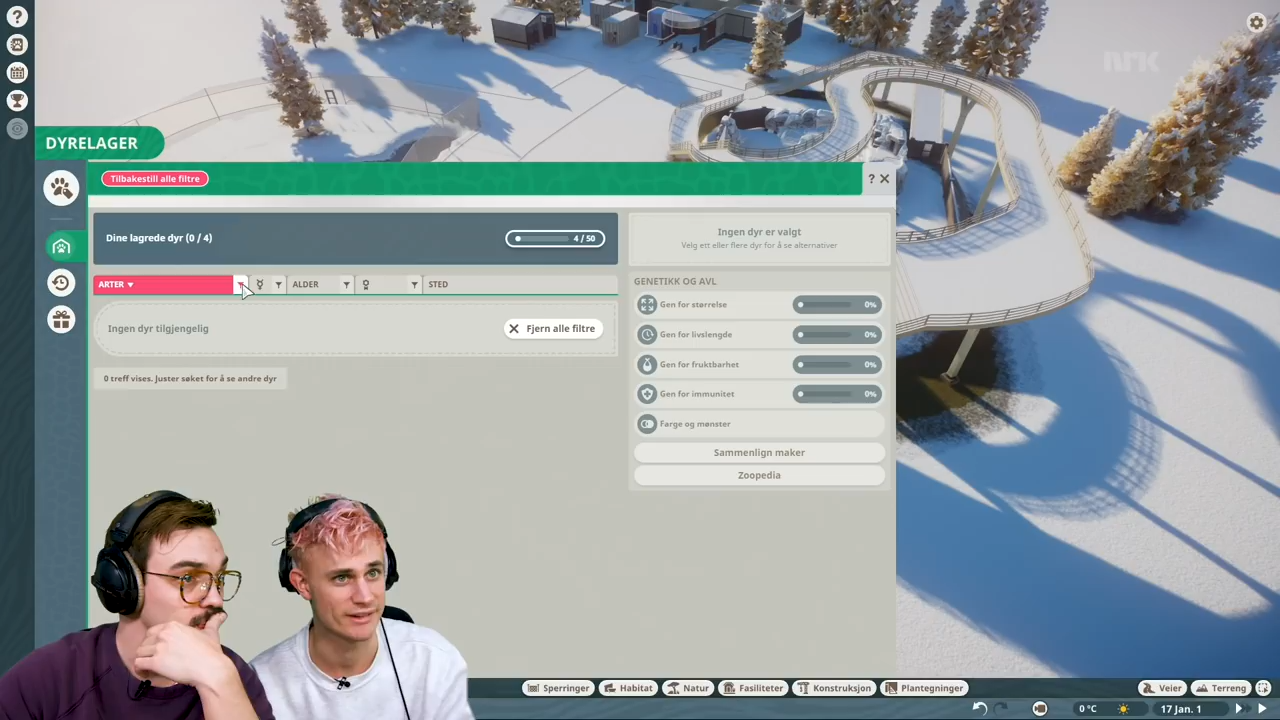 NRK
DYRELAGER
Tilbakestill alle filtre
?
Dine lagrede dyr (0 / 4)
4 / 50
Ingen dyr er valgt
Velg ett eller flere dyr for å se alternativer
ARTER
ALDER
STED
Ingen dyr tilgjengelig
Fjern alle filtre
0 treff vises. Juster søket for å se andre dyr
GENETIKK OG AVL
Gen for størrelse 0%
Gen for livslengde 0%
Gen for fruktbarhet 0%
Gen for immunitet 0%
Farge og mønster
Sammenlign maker
Zoopedia
Sperringer Habitat Natur Fasiliteter Konstruksjon Plantegninger Veier Terreng
0 °C 17 Jan. 1